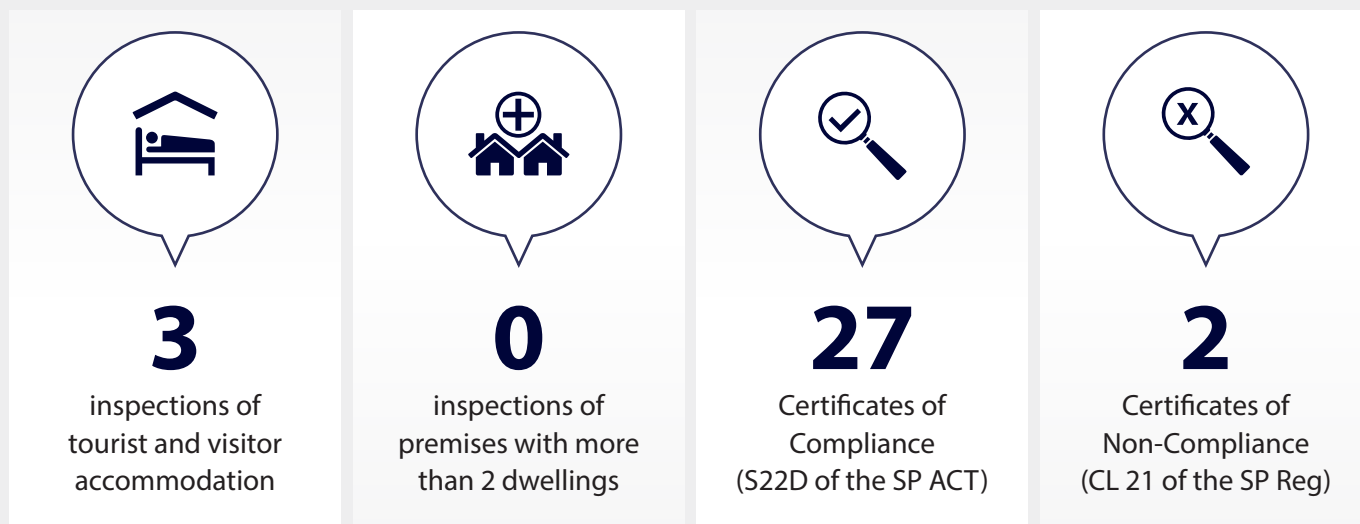 3
inspections of
tourist and visitor
accommodation
0
inspections of
premises with more
than 2 dwellings
27
Certificates of
Compliance
(S22D of the SP ACT)
X
2
Certificates of
Non-Compliance
(CL 21 of the SP Reg)